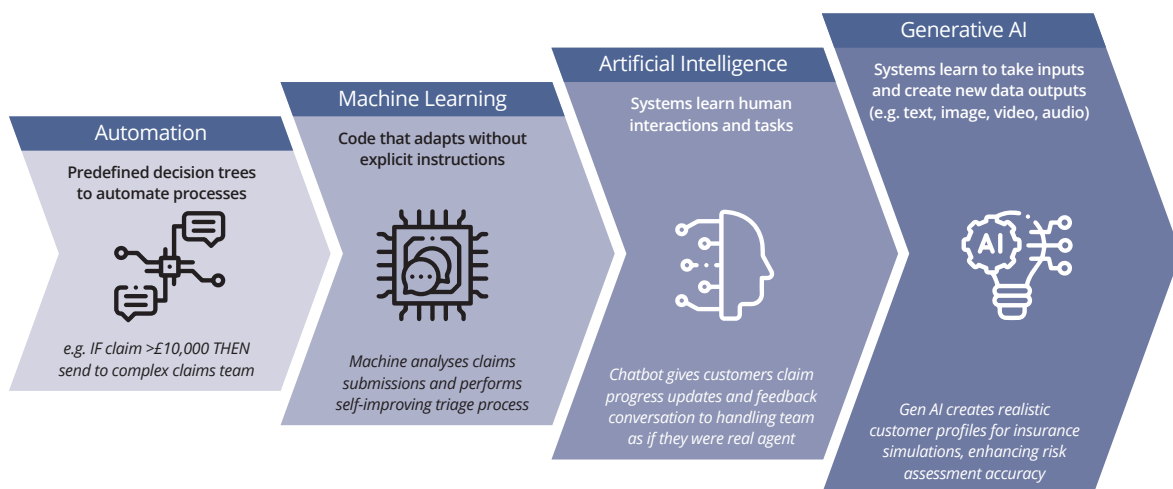 Automation
Predefined decision trees
to automate processes
e.g. IF claim >£10,000 THEN
send to complex claims team
Machine Learning
Code that adapts without
explicit instructions
Machine analyses claims
submissions and performs
self-improving triage process
Artificial Intelligence
Systems learn human
interactions and tasks
Chatbot gives customers claim
progress updates and feedback
conversation to handling team
as if they were real agent
Generative AI
Systems learn to take inputs
and create new data outputs
(e.g. text, image, video, audio)
AI
Gen AI creates realistic
customer profiles for insurance
simulations, enhancing risk
assessment accuracy